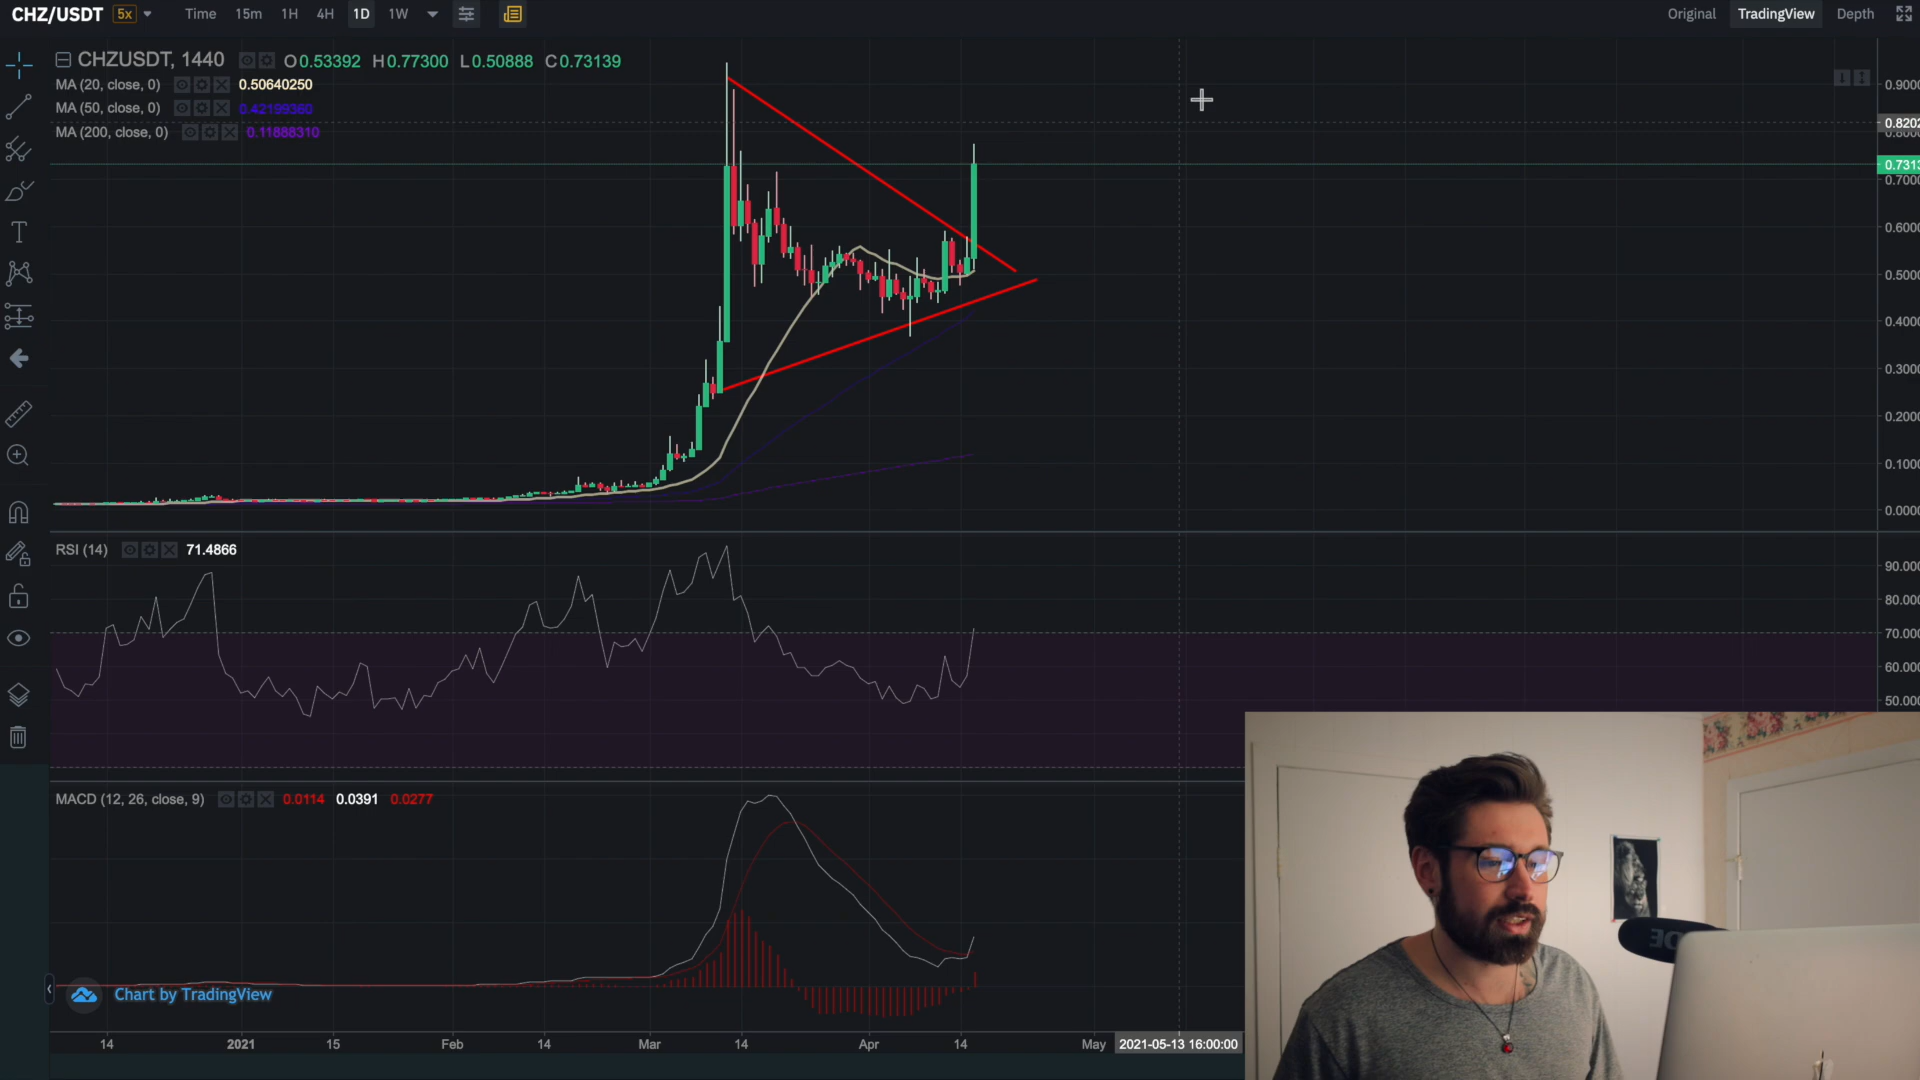 CHZ/USDT 5x Time 15m 1H 4H 1D 1W Original TradingView Depth
CHZUSDT, 1440 O0.53392 H0.77300 L0.50888 C0.73139
MA (20, close, 0) 0.50640250
MA (50, close, 0) 0.42199360
MA (200, close, 0) 0.11888310
0.9000
0.8202
0.8000
0.7313
0.7000
0.6000
0.5000
0.4000
0.3000
0.2000
0.1000
0.0000
RSI (14) 71.4866
90.000
80.000
70.000
60.000
50.000
MACD (12, 26, close, 9) 0.0114 0.0391 0.0277
Chart by TradingView
14 2021 15 Feb 14 Mar 14 Apr 14 May 2021-05-13 16:00:00